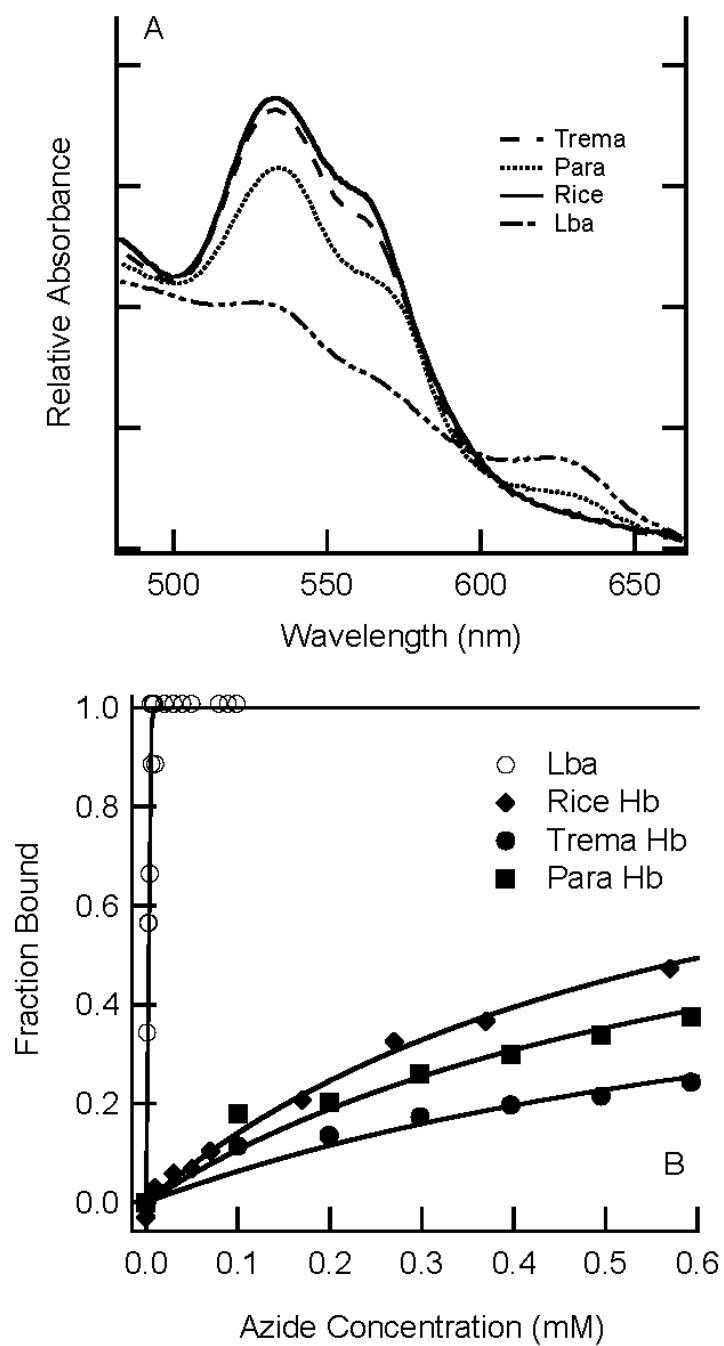 A
Trema
Para
Rice
Lba
Relative Absorbance
500 550 600 650
Wavelength (nm)
1.0
0.8
0.6
0.4
0.2
0.0
Lba
Rice Hb
Trema Hb
Para Hb
Fraction Bound
B
0.0 0.1 0.2 0.3 0.4 0.5 0.6
Azide Concentration (mM)